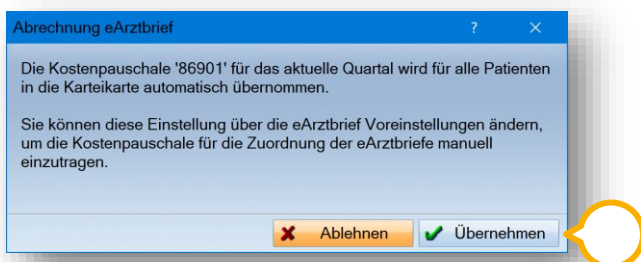 Abrechnung eArztbrief ? ×
Die Kostenpauschale '86901' für das aktuelle Quartal wird für alle Patienten
in die Karteikarte automatisch übernommen.
Sie können diese Einstellung über die eArztbrief Voreinstellungen ändern,
um die Kostenpauschale für die Zuordnung der eArztbriefe manuell
einzutragen.
Ablehnen Übernehmen